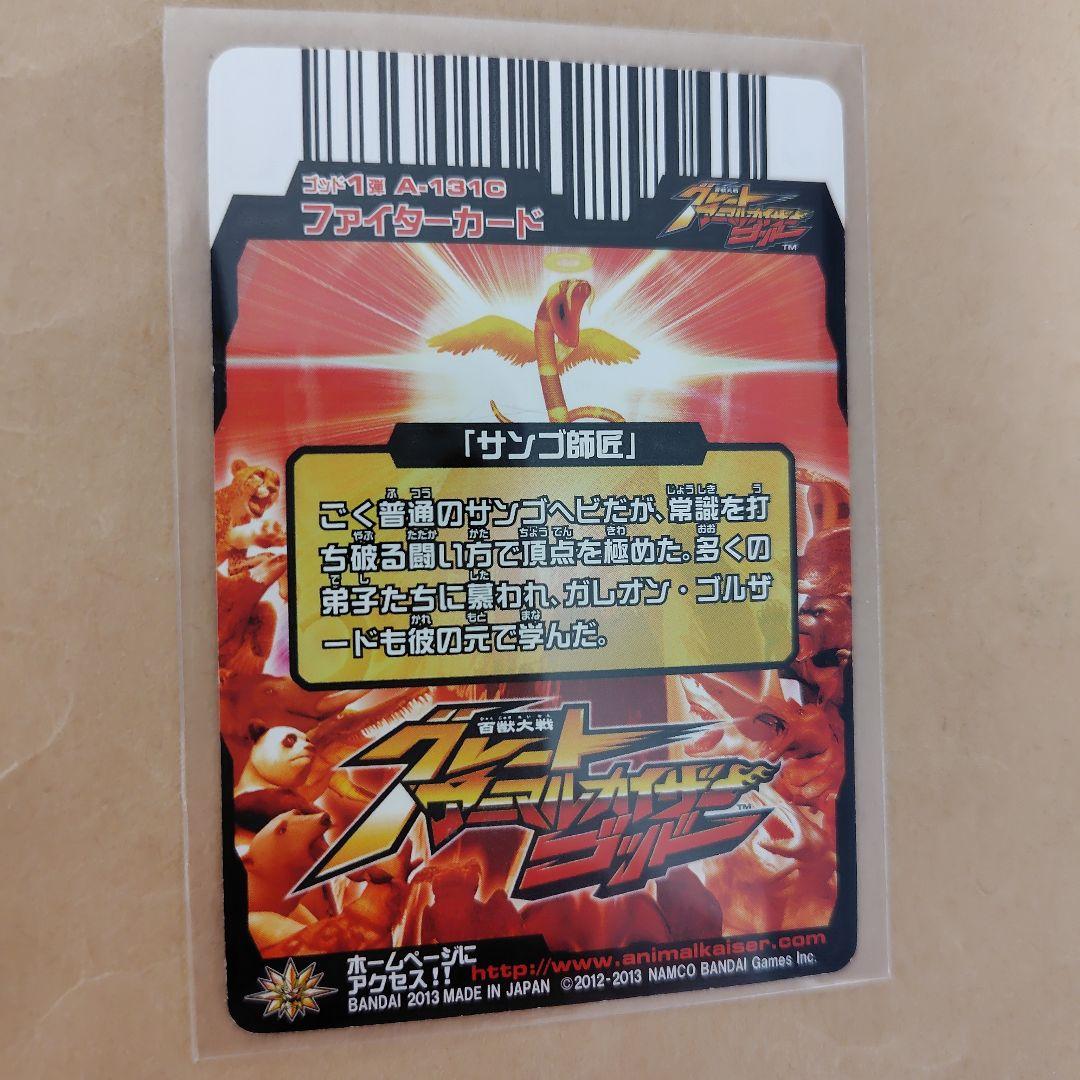 ゴッド1弾 A-131C
ファイターカード
百獣大戦
グレート
アニマルカイザー
ゴッド
TM
「サンゴ師匠」
ごく普通のサンゴヘビだが、常識を打
ち破る闘い方で頂点を極めた。多くの
弟子たちに慕われ、ガレオン・ゴルザ
ードも彼の元で学んだ。
百獣大戦
グレート
アニマルカイザー
ゴッド
TM
ホームページに
アクセス!! http://www.animalkaiser.com
BANDAI 2013 MADE IN JAPAN ©2012-2013 NAMCO BANDAI Games Inc.